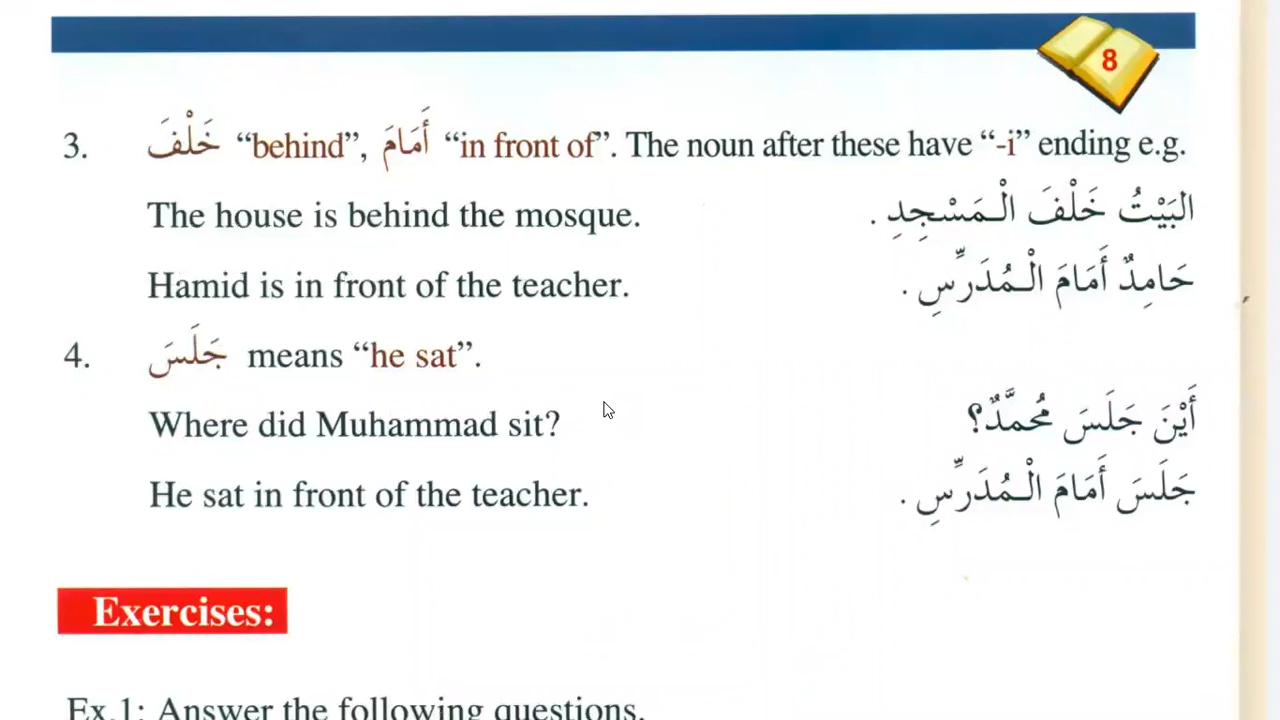 8
3. خَلْفَ “behind”, أَمَامَ “in front of”. The noun after these have “-i” ending e.g.
The house is behind the mosque. البَيْتُ خَلْفَ الْمَسْجِدِ .
Hamid is in front of the teacher. حَامِدٌ أَمَامَ الْمُدَرِّسِ .
4. جَلَسَ means “he sat”.
Where did Muhammad sit? أَيْنَ جَلَسَ مُحَمَّدٌ؟
He sat in front of the teacher. جَلَسَ أَمَامَ الْمُدَرِّسِ .
Exercises:
Ex.1: Answer the following questions.